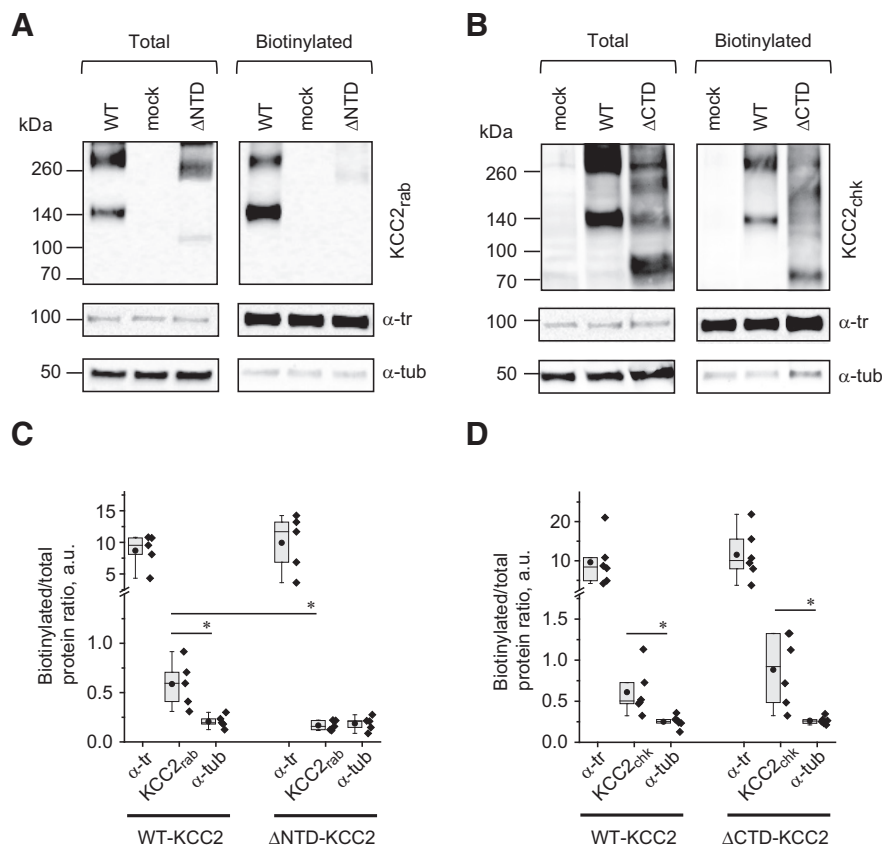 A
Total
Biotinylated
WT
mock
ΔNTD
WT
mock
ΔNTD
kDa
260
140
100
70
KCC2rab
100
α-tr
50
α-tub
B
Total
Biotinylated
mock
WT
ΔCTD
mock
WT
ΔCTD
kDa
260
140
100
70
KCC2chk
100
α-tr
50
α-tub
C
Biotinylated/total
protein ratio, a.u.
15
10
5
1.0
0.5
0.0
*
*
α-tr
KCC2rab
α-tub
α-tr
KCC2rab
α-tub
WT-KCC2
ΔNTD-KCC2
D
Biotinylated/total
protein ratio, a.u.
20
10
1.5
1.0
0.5
0.0
*
*
α-tr
KCC2chk
α-tub
α-tr
KCC2chk
α-tub
WT-KCC2
ΔCTD-KCC2